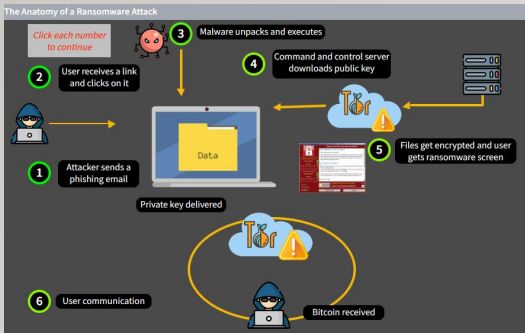 The Anatomy of a Ransomware Attack
Click each number
to continue
3
Malware unpacks and executes
2
User receives a link
and clicks on it
4
Command and control server
downloads public key
Tor
Data
1
Attacker sends a
phishing email
5
Files get encrypted and user
gets ransomware screen
Private key delivered
Tor
6
User communication
Bitcoin received